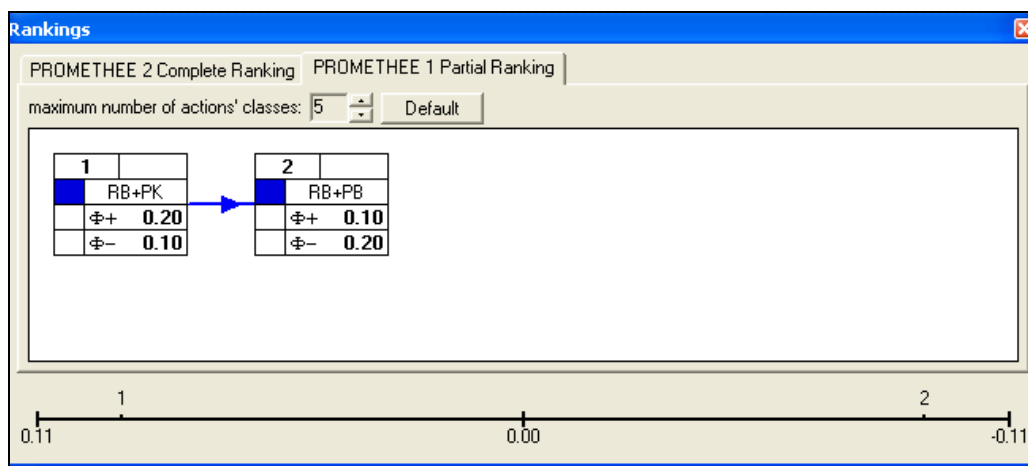 Rankings
PROMETHEE 2 Complete Ranking PROMETHEE 1 Partial Ranking
maximum number of actions' classes: 5 Default
1 2
RB+PK RB+PB
Φ+ 0.20 Φ+ 0.10
Φ− 0.10 Φ− 0.20
1 2
0.11 0.00 -0.11